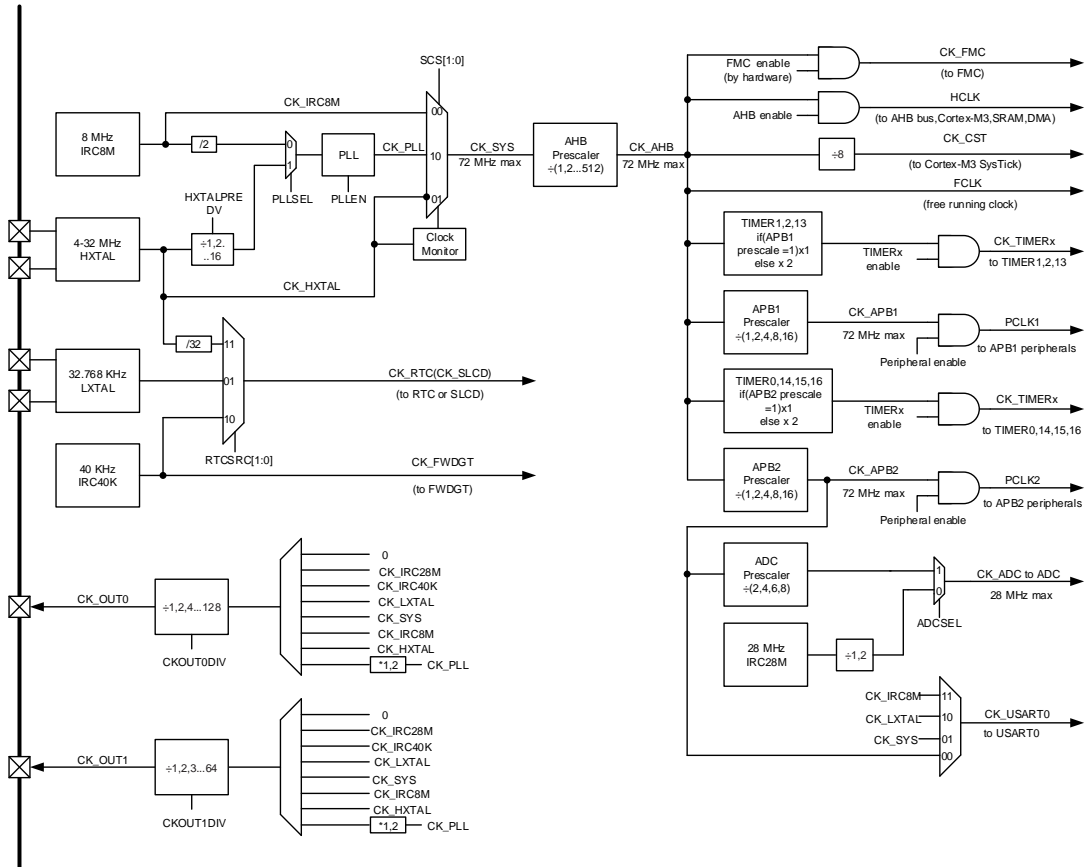 SCS[1:0]
CK_IRC8M
8 MHz
IRC8M
/2
0
1
PLLSEL
PLL
PLLEN
CK_PLL
00
10
01
CK_SYS
72 MHz max
AHB
Prescaler
÷(1,2...512)
CK_AHB
72 MHz max
HXTALPRE
DV
÷1,2.
..16
4-32 MHz
HXTAL
Clock
Monitor
CK_HXTAL
/32
11
01
10
32.768 KHz
LXTAL
CK_RTC(CK_SLCD)
(to RTC or SLCD)
RTCSRC[1:0]
40 KHz
IRC40K
CK_FWDGT
(to FWDGT)
FMC enable
(by hardware)
CK_FMC
(to FMC)
AHB enable
HCLK
(to AHB bus,Cortex-M3,SRAM,DMA)
÷8
CK_CST
(to Cortex-M3 SysTick)
FCLK
(free running clock)
TIMER1,2,13
if(APB1
prescale =1)x1
else x 2
TIMERx
enable
CK_TIMERx
to TIMER1,2,13
APB1
Prescaler
÷(1,2,4,8,16)
CK_APB1
72 MHz max
Peripheral enable
PCLK1
to APB1 peripherals
TIMER0,14,15,16
if(APB2 prescale
=1)x1
else x 2
TIMERx
enable
CK_TIMERx
to TIMER0,14,15,16
APB2
Prescaler
÷(1,2,4,8,16)
CK_APB2
72 MHz max
Peripheral enable
PCLK2
to APB2 peripherals
ADC
Prescaler
÷(2,4,6,8)
1
0
ADCSEL
CK_ADC to ADC
28 MHz max
28 MHz
IRC28M
÷1,2
CK_IRC8M
11
CK_LXTAL
10
CK_SYS
01
00
CK_USART0
to USART0
CK_OUT0
÷1,2,4...128
CKOUT0DIV
0
CK_IRC28M
CK_IRC40K
CK_LXTAL
CK_SYS
CK_IRC8M
CK_HXTAL
*1,2
CK_PLL
CK_OUT1
÷1,2,3...64
CKOUT1DIV
0
CK_IRC28M
CK_IRC40K
CK_LXTAL
CK_SYS
CK_IRC8M
CK_HXTAL
*1,2
CK_PLL